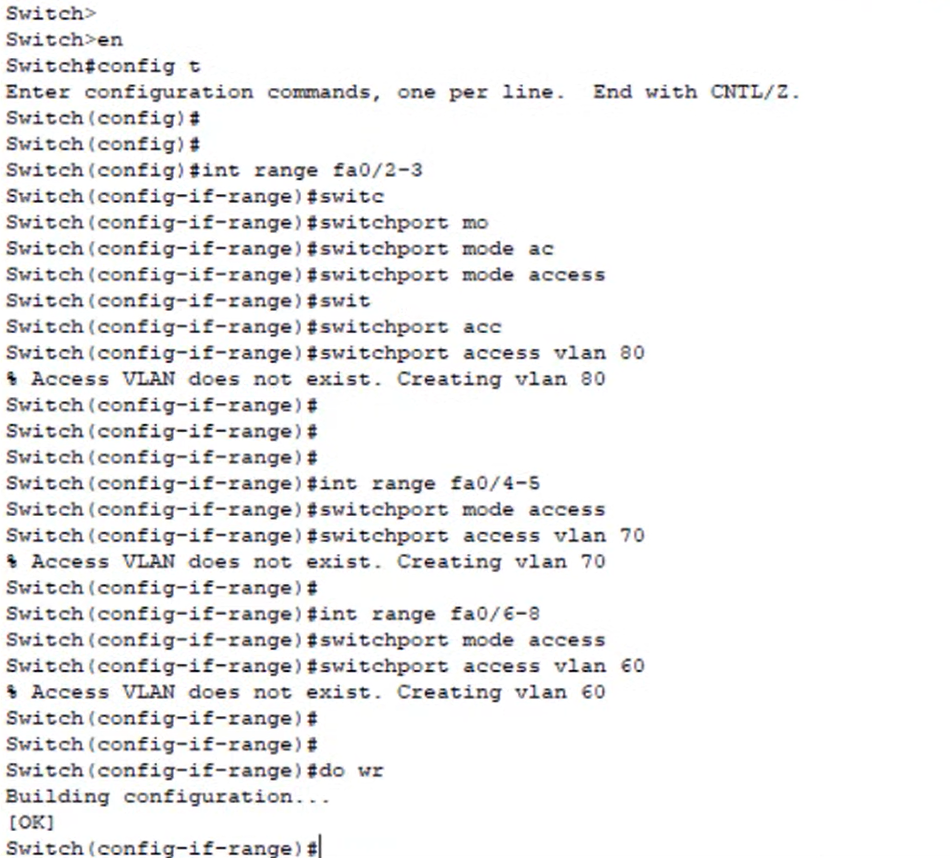 Switch>
Switch>en
Switch#config t
Enter configuration commands, one per line.  End with CNTL/Z.
Switch(config)#
Switch(config)#
Switch(config)#int range fa0/2-3
Switch(config-if-range)#switc
Switch(config-if-range)#switchport mo
Switch(config-if-range)#switchport mode ac
Switch(config-if-range)#switchport mode access
Switch(config-if-range)#swit
Switch(config-if-range)#switchport acc
Switch(config-if-range)#switchport access vlan 80
% Access VLAN does not exist. Creating vlan 80
Switch(config-if-range)#
Switch(config-if-range)#
Switch(config-if-range)#
Switch(config-if-range)#int range fa0/4-5
Switch(config-if-range)#switchport mode access
Switch(config-if-range)#switchport access vlan 70
% Access VLAN does not exist. Creating vlan 70
Switch(config-if-range)#
Switch(config-if-range)#int range fa0/6-8
Switch(config-if-range)#switchport mode access
Switch(config-if-range)#switchport access vlan 60
% Access VLAN does not exist. Creating vlan 60
Switch(config-if-range)#
Switch(config-if-range)#
Switch(config-if-range)#do wr
Building configuration...
[OK]
Switch(config-if-range)#